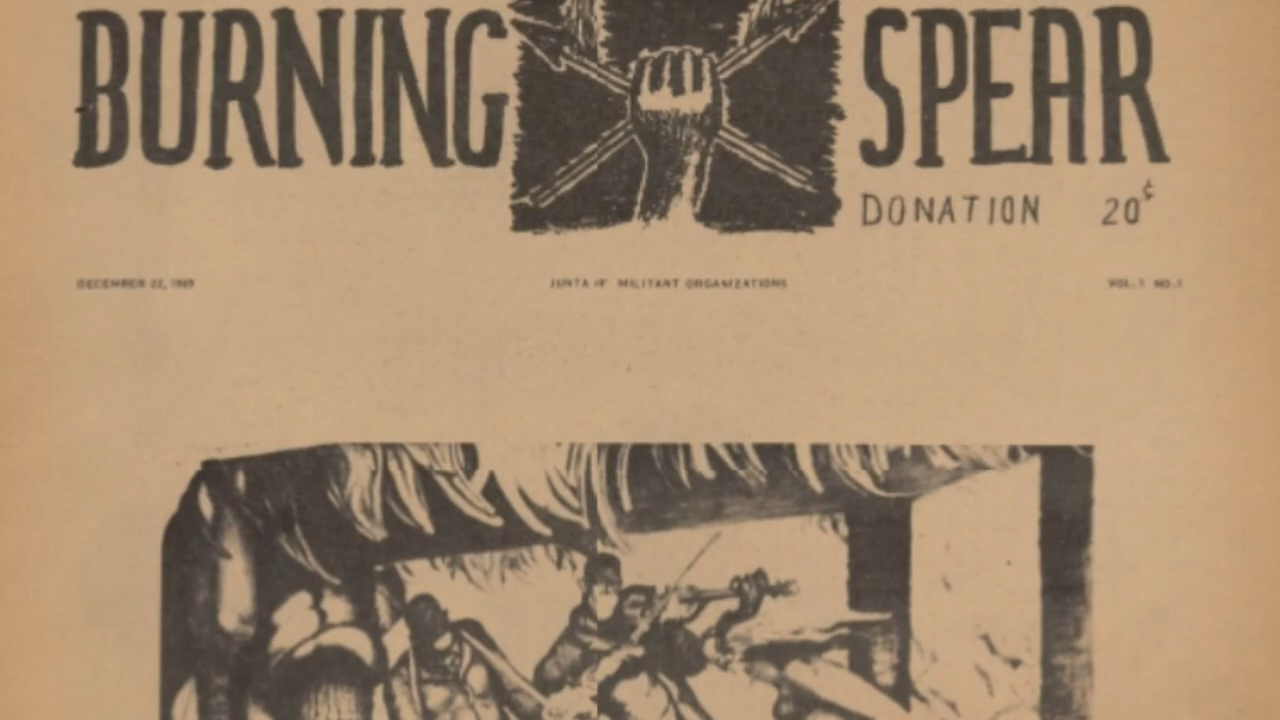 BURNING SPEAR
DONATION 20¢
DECEMBER 22, 1969 JUNTA OF MILITANT ORGANIZATIONS VOL. 1 NO. 1